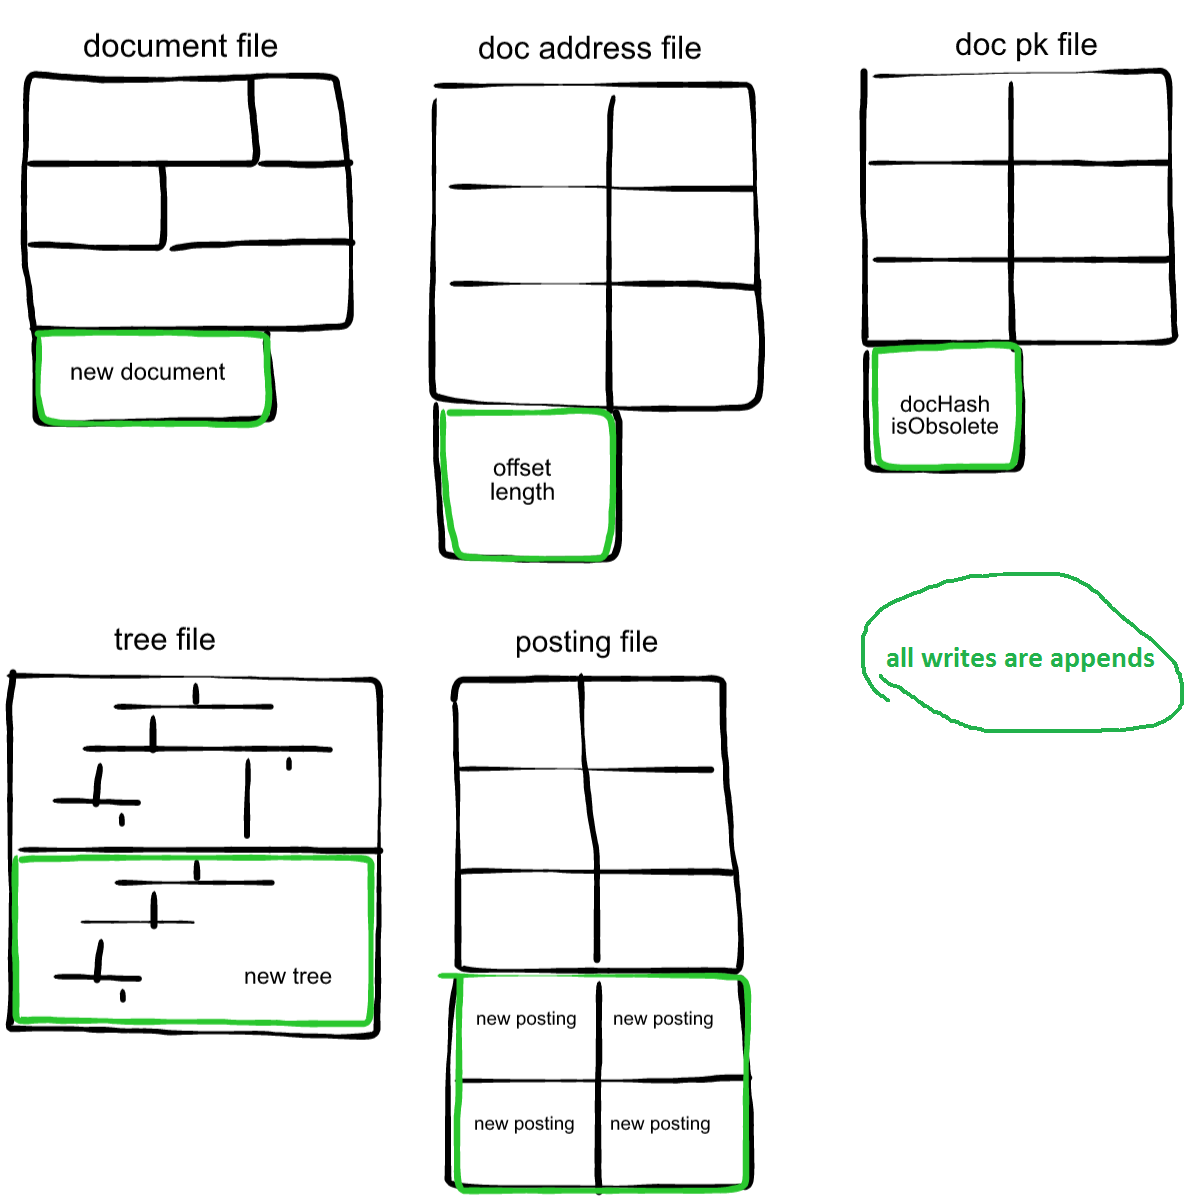 document file
doc address file
doc pk file
new document
docHash
isObsolete
offset
length
tree file
posting file
all writes are appends
new tree
new posting
new posting
new posting
new posting